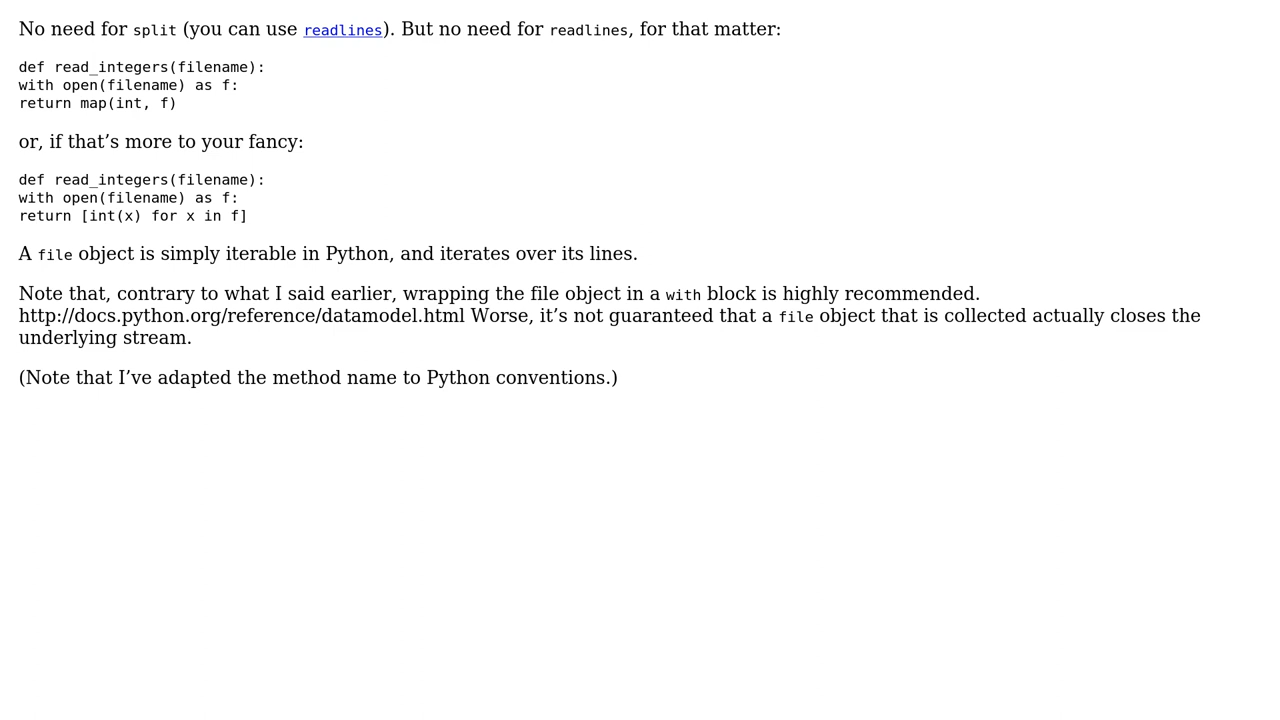 No need for split (you can use readlines). But no need for readlines, for that matter:
def read_integers(filename):
with open(filename) as f:
return map(int, f)
or, if that’s more to your fancy:
def read_integers(filename):
with open(filename) as f:
return [int(x) for x in f]
A file object is simply iterable in Python, and iterates over its lines.
Note that, contrary to what I said earlier, wrapping the file object in a with block is highly recommended.
http://docs.python.org/reference/datamodel.html Worse, it’s not guaranteed that a file object that is collected actually closes the
underlying stream.
(Note that I’ve adapted the method name to Python conventions.)